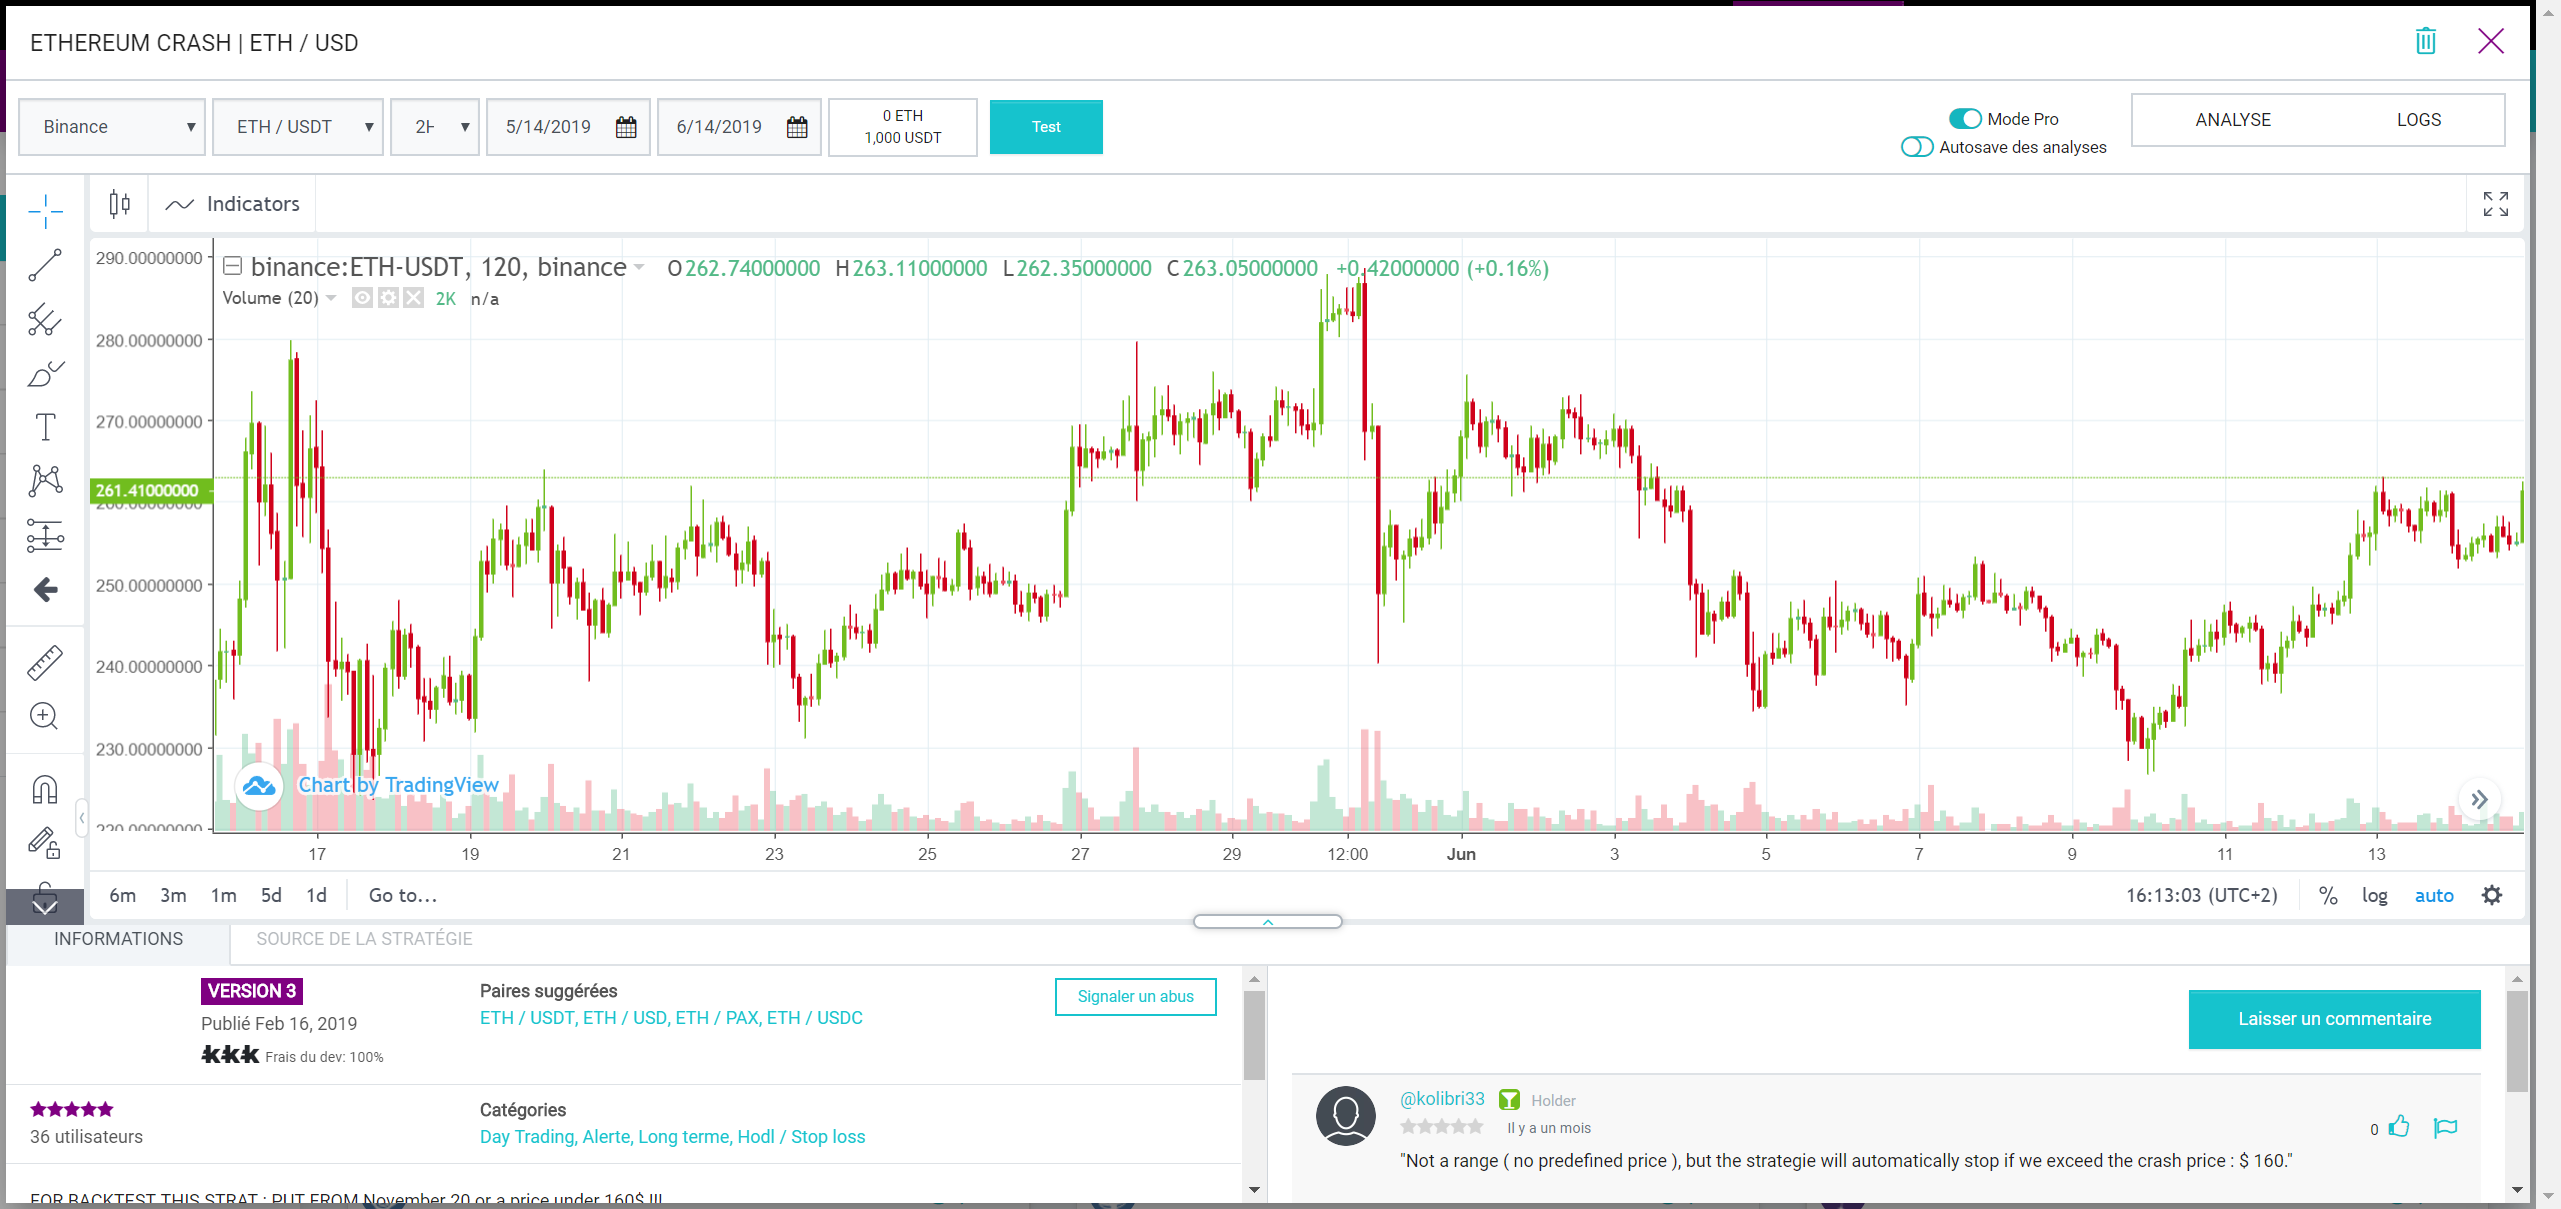 ETHEREUM CRASH | ETH / USD
Binance
ETH / USDT
2H
5/14/2019
6/14/2019
0 ETH
1,000 USDT
Test
Mode Pro
Autosave des analyses
ANALYSE
LOGS
Indicators
binance:ETH-USDT, 120, binance O262.74000000 H263.11000000 L262.35000000 C263.05000000 +0.42000000 (+0.16%)
Volume (20) 2K n/a
290.00000000
280.00000000
270.00000000
261.41000000
260.00000000
250.00000000
240.00000000
230.00000000
220.00000000
Chart by TradingView
17 19 21 23 25 27 29 12:00 Jun 3 5 7 9 11 13
6m 3m 1m 5d 1d Go to... 16:13:03 (UTC+2) % log auto
INFORMATIONS
SOURCE DE LA STRATÉGIE
VERSION 3
Publié Feb 16, 2019
Frais du dev: 100%
Paires suggérées
ETH / USDT, ETH / USD, ETH / PAX, ETH / USDC
Signaler un abus
36 utilisateurs
Catégories
Day Trading, Alerte, Long terme, Hodl / Stop loss
FOR BACKTEST THIS STRAT : PUT FROM November 20 or a price under 160$ !!!
Laisser un commentaire
@kolibri33 Holder
Il y a un mois
0
"Not a range ( no predefined price ), but the strategie will automatically stop if we exceed the crash price : $ 160."